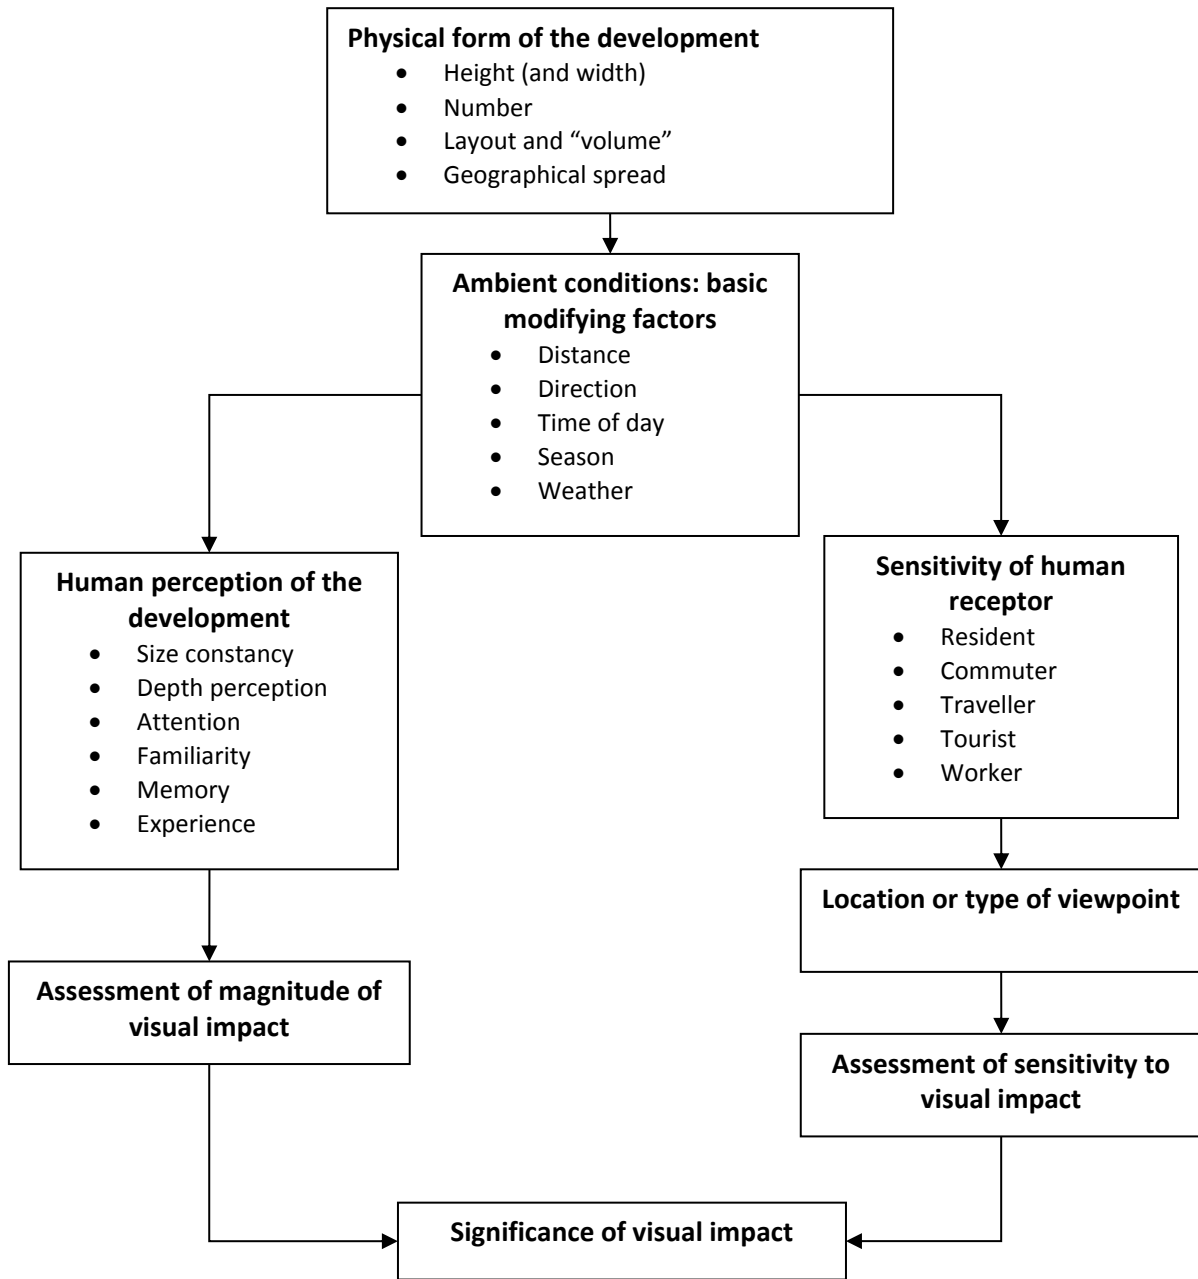 Physical form of the development
• Height (and width)
• Number
• Layout and “volume”
• Geographical spread
Ambient conditions: basic
modifying factors
• Distance
• Direction
• Time of day
• Season
• Weather
Human perception of the
development
• Size constancy
• Depth perception
• Attention
• Familiarity
• Memory
• Experience
Assessment of magnitude of
visual impact
Sensitivity of human
receptor
• Resident
• Commuter
• Traveller
• Tourist
• Worker
Location or type of viewpoint
Assessment of sensitivity to
visual impact
Significance of visual impact